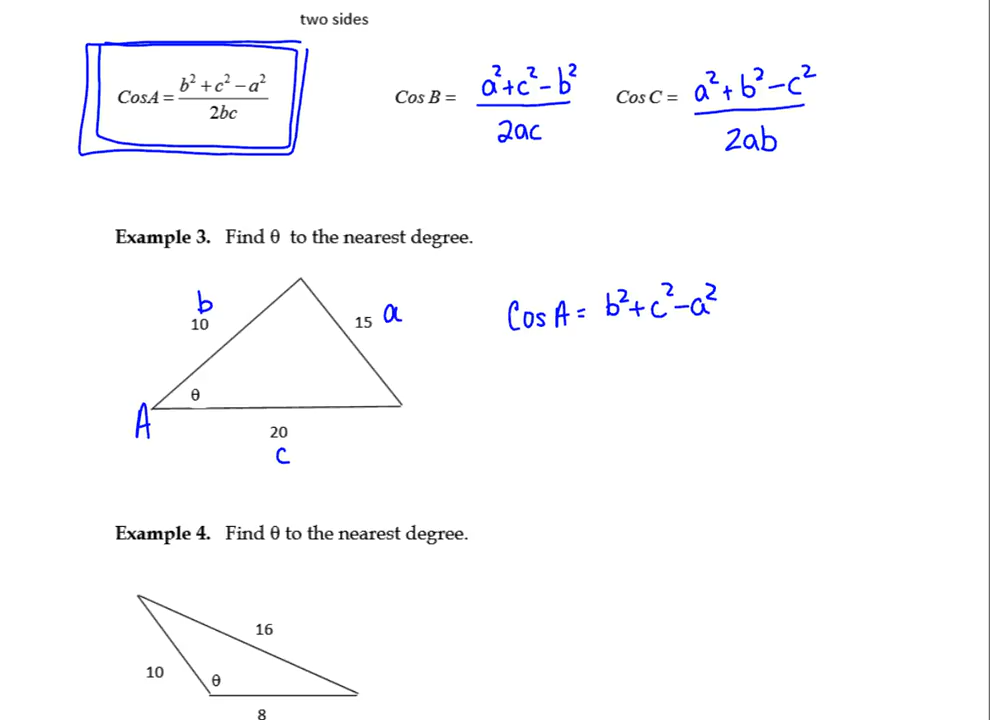 two sides
CosA = b² + c² − a² / 2bc
Cos B = a² + c² − b² / 2ac
Cos C = a² + b² − c² / 2ab
Example 3. Find θ to the nearest degree.
b
10
15 a
Cos A = b² + c² − a²
θ
A
20
c
Example 4. Find θ to the nearest degree.
16
10
θ
8